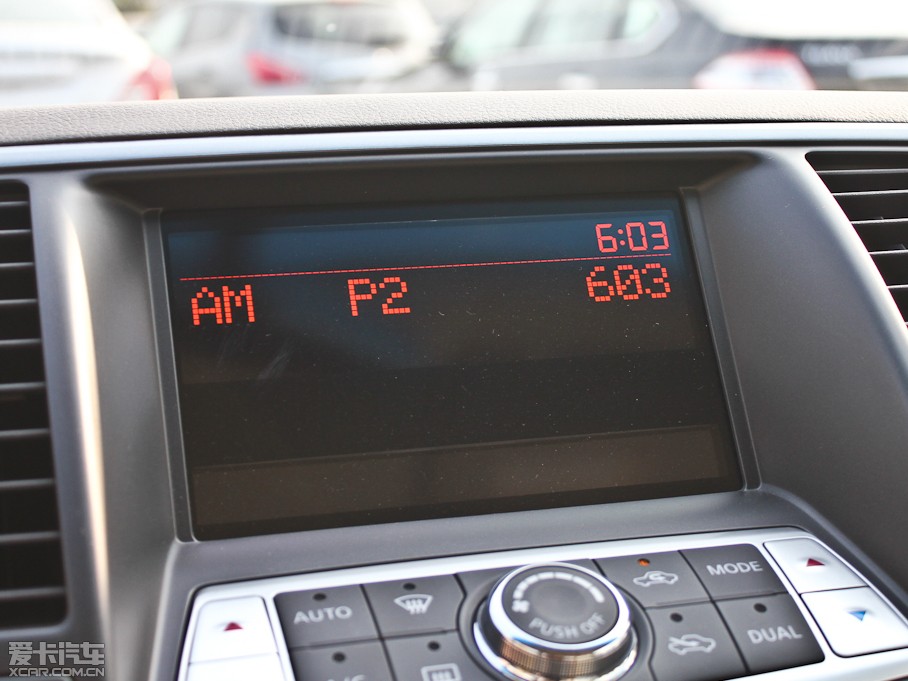 6:03
AM P2 603
MODE
AUTO
PUSH OFF
DUAL
爱卡汽车
XCAR.COM.CN